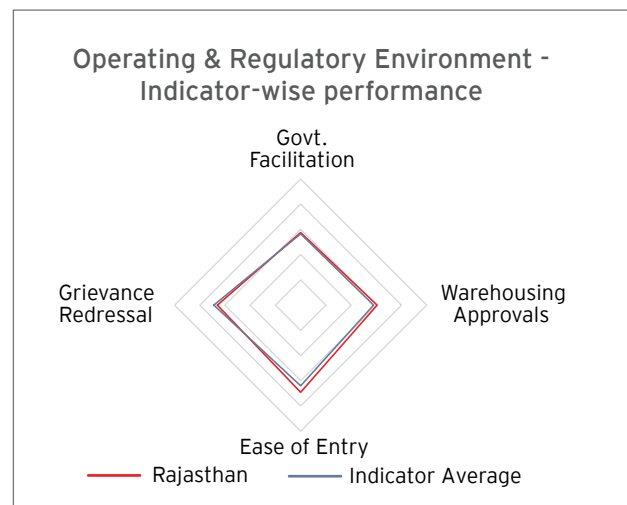 Operating & Regulatory Environment -
Indicator-wise performance
Govt.
Facilitation
Grievance
Redressal
Warehousing
Approvals
Ease of Entry
Rajasthan
Indicator Average